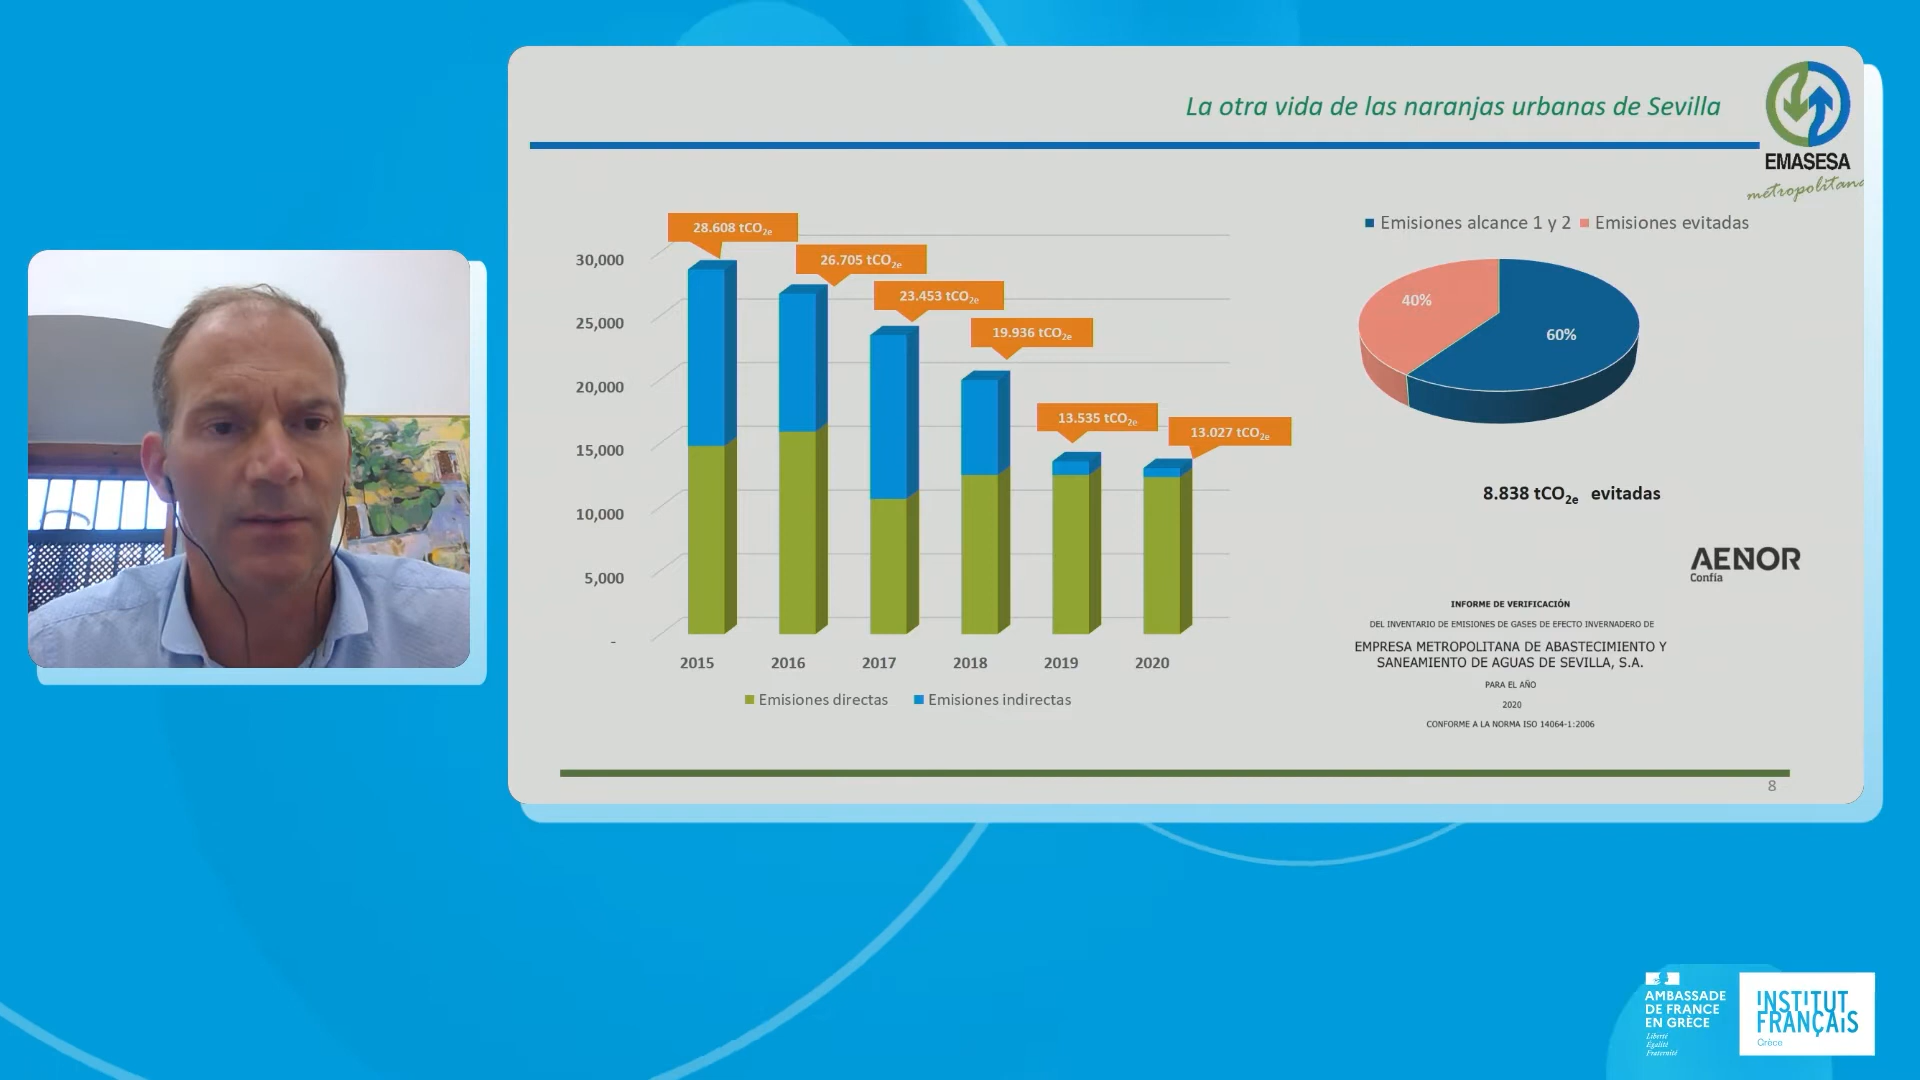 La otra vida de las naranjas urbanas de Sevilla
EMASESA
metropolitana
28.608 tCO2e
26.705 tCO2e
23.453 tCO2e
19.936 tCO2e
13.535 tCO2e
13.027 tCO2e
30,000
25,000
20,000
15,000
10,000
5,000
-
2015 2016 2017 2018 2019 2020
Emisiones directas Emisiones indirectas
Emisiones alcance 1 y 2 Emisiones evitadas
40%
60%
8.838 tCO2e evitadas
AENOR
Confía
INFORME DE VERIFICACIÓN
DEL INVENTARIO DE EMISIONES DE GASES DE EFECTO INVERNADERO DE
EMPRESA METROPOLITANA DE ABASTECIMIENTO Y
SANEAMIENTO DE AGUAS DE SEVILLA, S.A.
PARA EL AÑO
2020
CONFORME A LA NORMA ISO 14064-1:2006
8
AMBASSADE
DE FRANCE
EN GRÈCE
Liberté
Égalité
Fraternité
INSTITUT
FRANÇAIS
Grèce